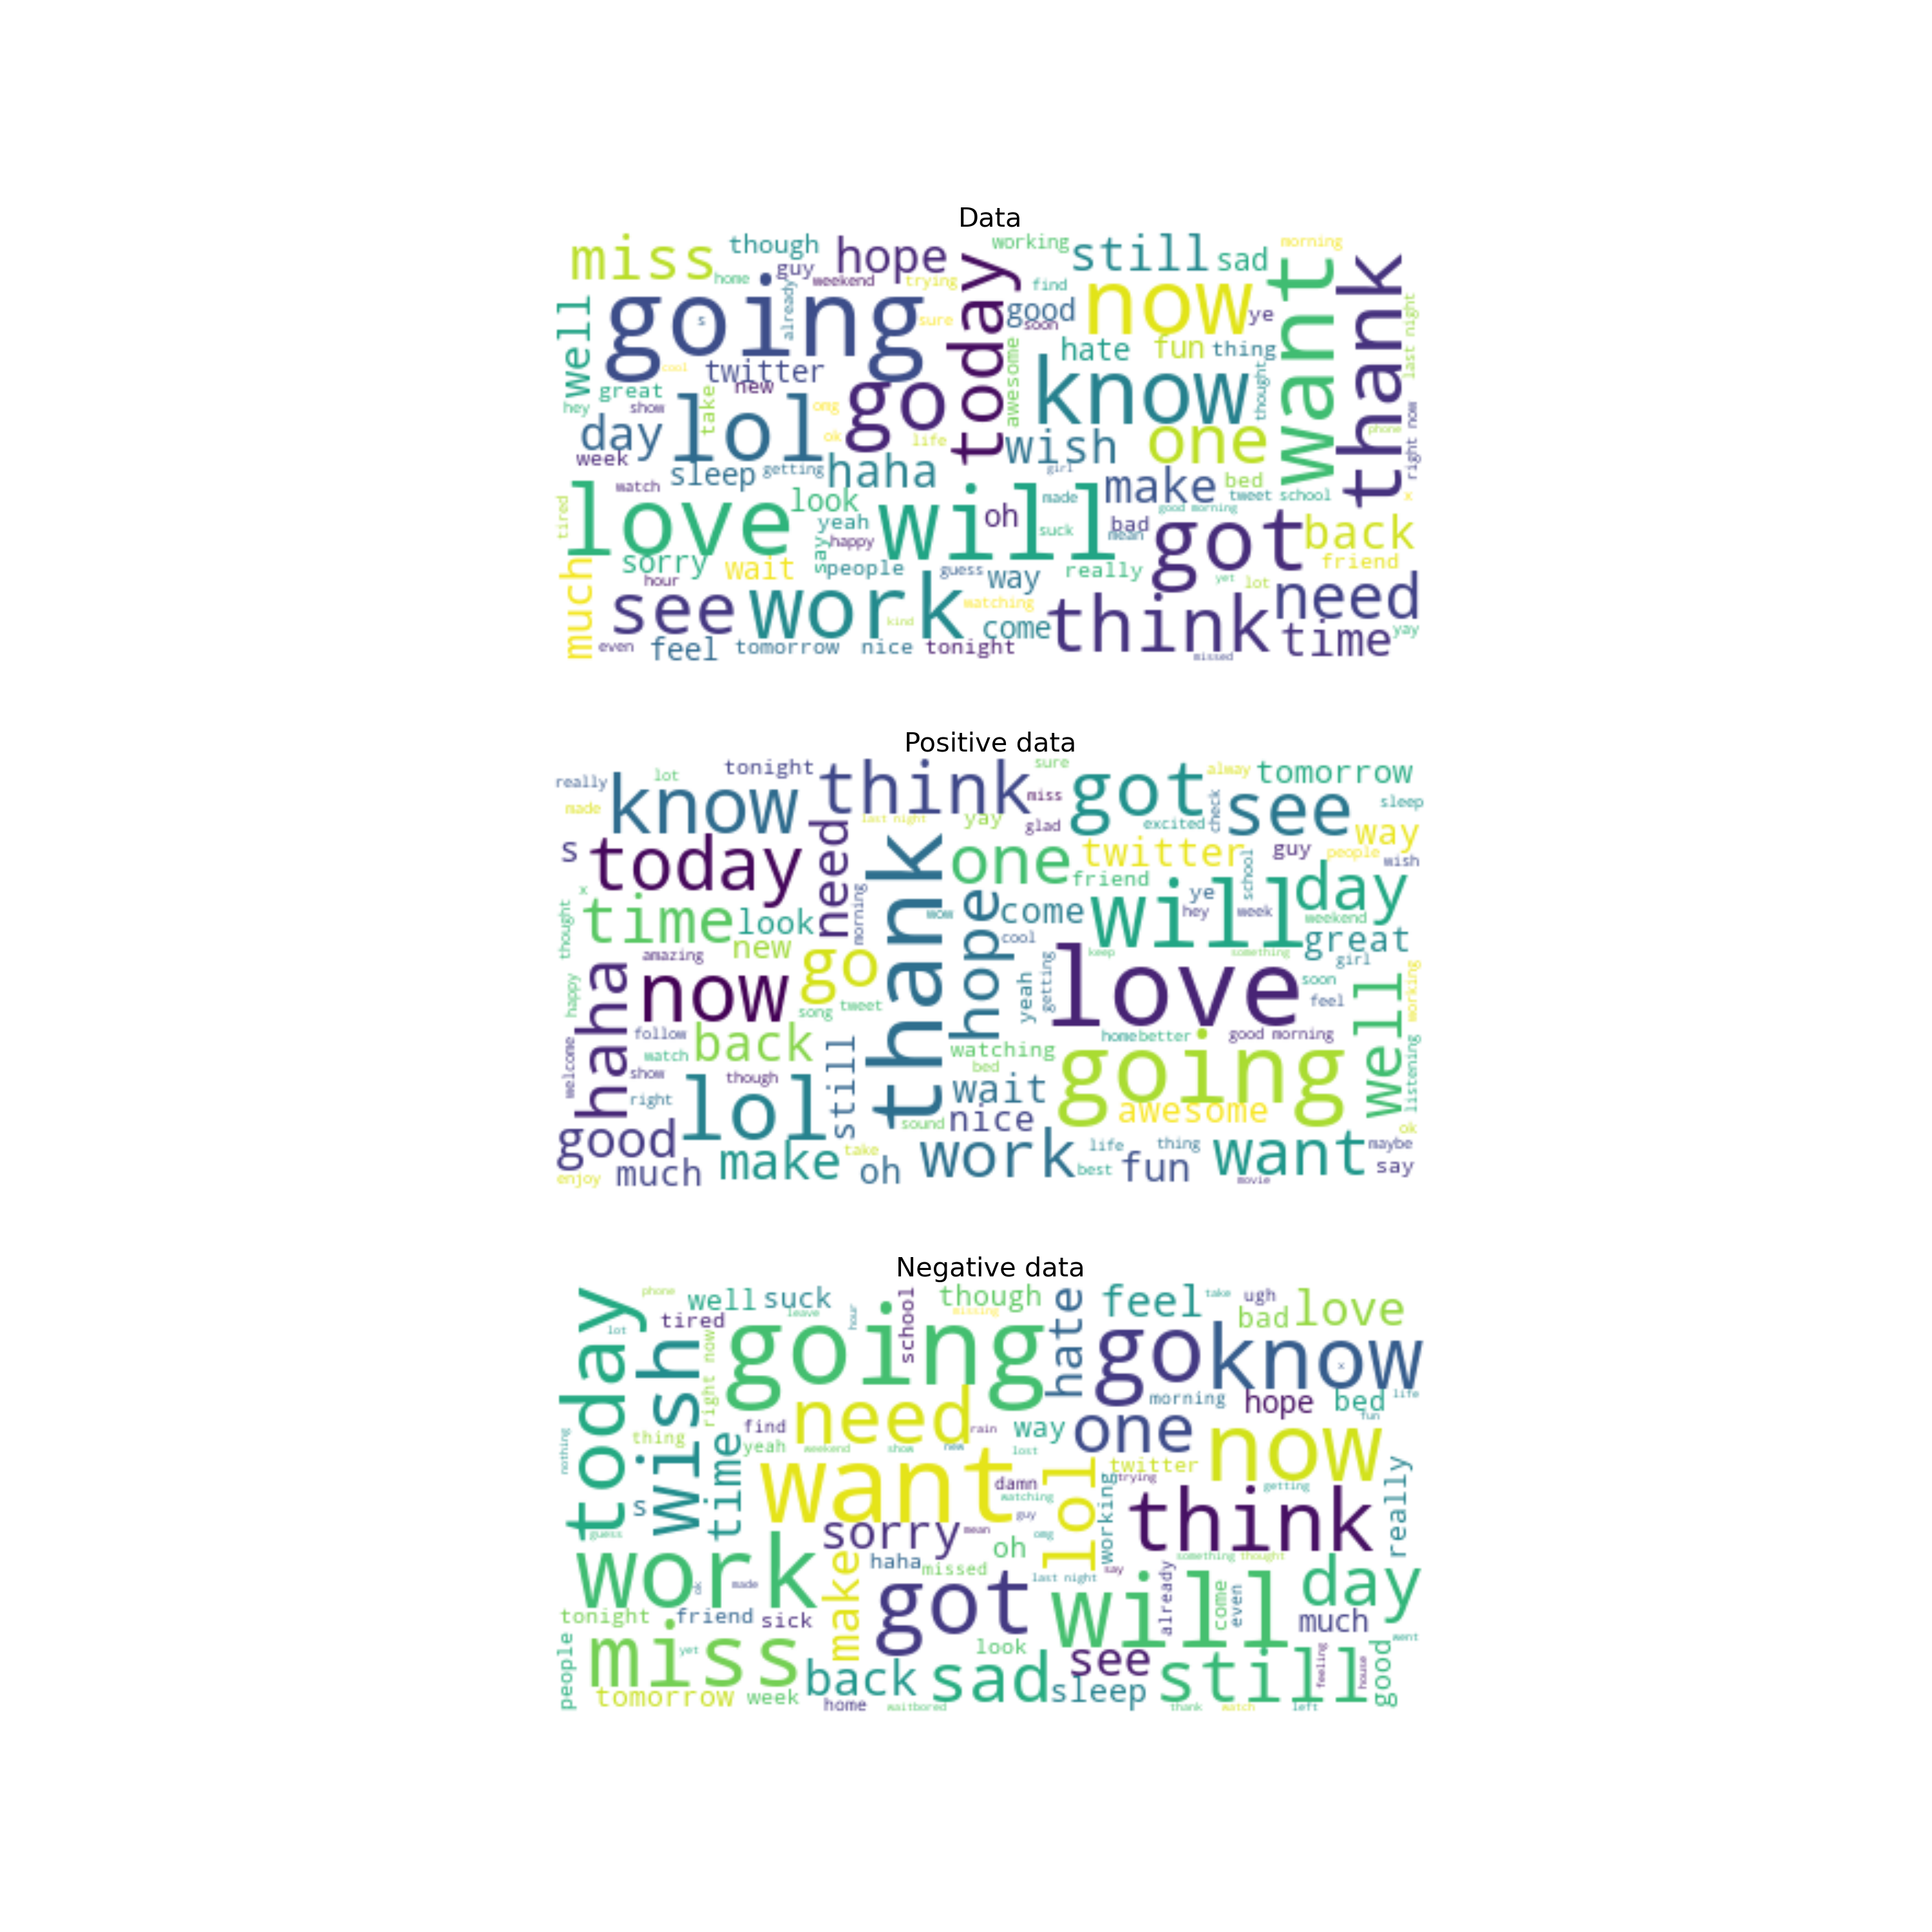 Data
miss
though
hope
working
still
sad
morning
home
guy
weekend
trying
find
today
want
thank
well
going
s
already
sure
good
soon
now
ye
last night
cool
twitter
new
hate
fun
thing
great
hey
show
take
lol
omg
ok
go
life
awesome
know
thought
day
week
wish
one
phone
right now
sleep
getting
haha
girl
make
bed
watch
look
will
oh
made
tweet
school
x
tired
love
yeah
say
happy
suck
good morning
bad
mean
got
back
sorry
wait
people
guess
way
really
friend
hour
yet
lot
need
much
see
work
kind
watching
come
think
time
yay
even
feel
tomorrow
nice
tonight
missed
Positive data
really
lot
tonight
think
sure
got
alway
tomorrow
made
know
miss
check
see
sleep
last night
yay
glad
excited
way
s
today
need
one
twitter
guy
people
wish
friend
school
day
x
time
look
morning
thank
wow
hope
come
will
ye
hey
week
weekend
thought
new
go
cool
great
amazing
keep
something
girl
happy
haha
now
song
tweet
yeah
getting
love
soon
feel
well
working
follow
back
home
better
good morning
welcome
watch
watching
listening
show
though
still
bed
going
right
lol
wait
awesome
sound
nice
ok
good
make
take
oh
work
life
thing
best
fun
want
maybe
say
enjoy
much
movie
Negative data
today
phone
well
suck
school
though
hate
feel
take
ugh
love
tired
leave
hour
missing
bad
lot
wish
right now
going
go
know
x
morning
hope
bed
life
fun
find
need
rain
way
one
now
nothing
thing
time
yeah
weekend
show
new
lost
lol
twitter
trying
really
s
want
damn
watching
working
getting
guess
sorry
mean
guy
omg
think
work
ok
made
make
haha
missed
oh
last night
say
something
thought
day
tonight
friend
sick
got
will
already
come
even
much
people
miss
yet
look
see
still
feeling
house
good
went
tomorrow
week
back
home
sad
sleep
wait
bored
thank
watch
left